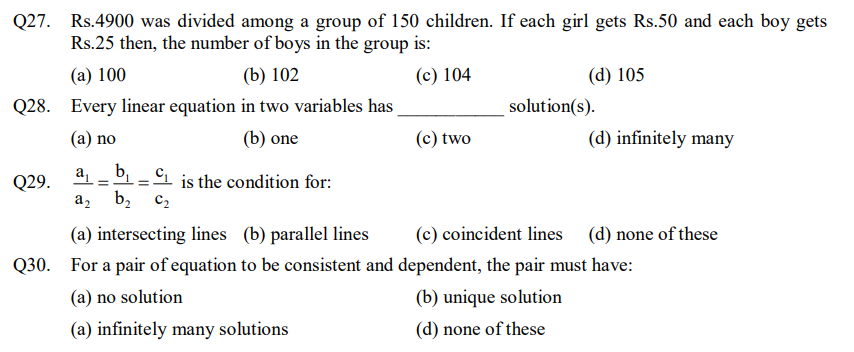 Q27. Rs.4900 was divided among a group of 150 children. If each girl gets Rs.50 and each boy gets
Rs.25 then, the number of boys in the group is:
(a) 100 (b) 102 (c) 104 (d) 105
Q28. Every linear equation in two variables has ____________ solution(s).
(a) no (b) one (c) two (d) infinitely many
Q29. a₁/a₂ = b₁/b₂ = c₁/c₂ is the condition for:
(a) intersecting lines (b) parallel lines (c) coincident lines (d) none of these
Q30. For a pair of equation to be consistent and dependent, the pair must have:
(a) no solution (b) unique solution
(a) infinitely many solutions (d) none of these